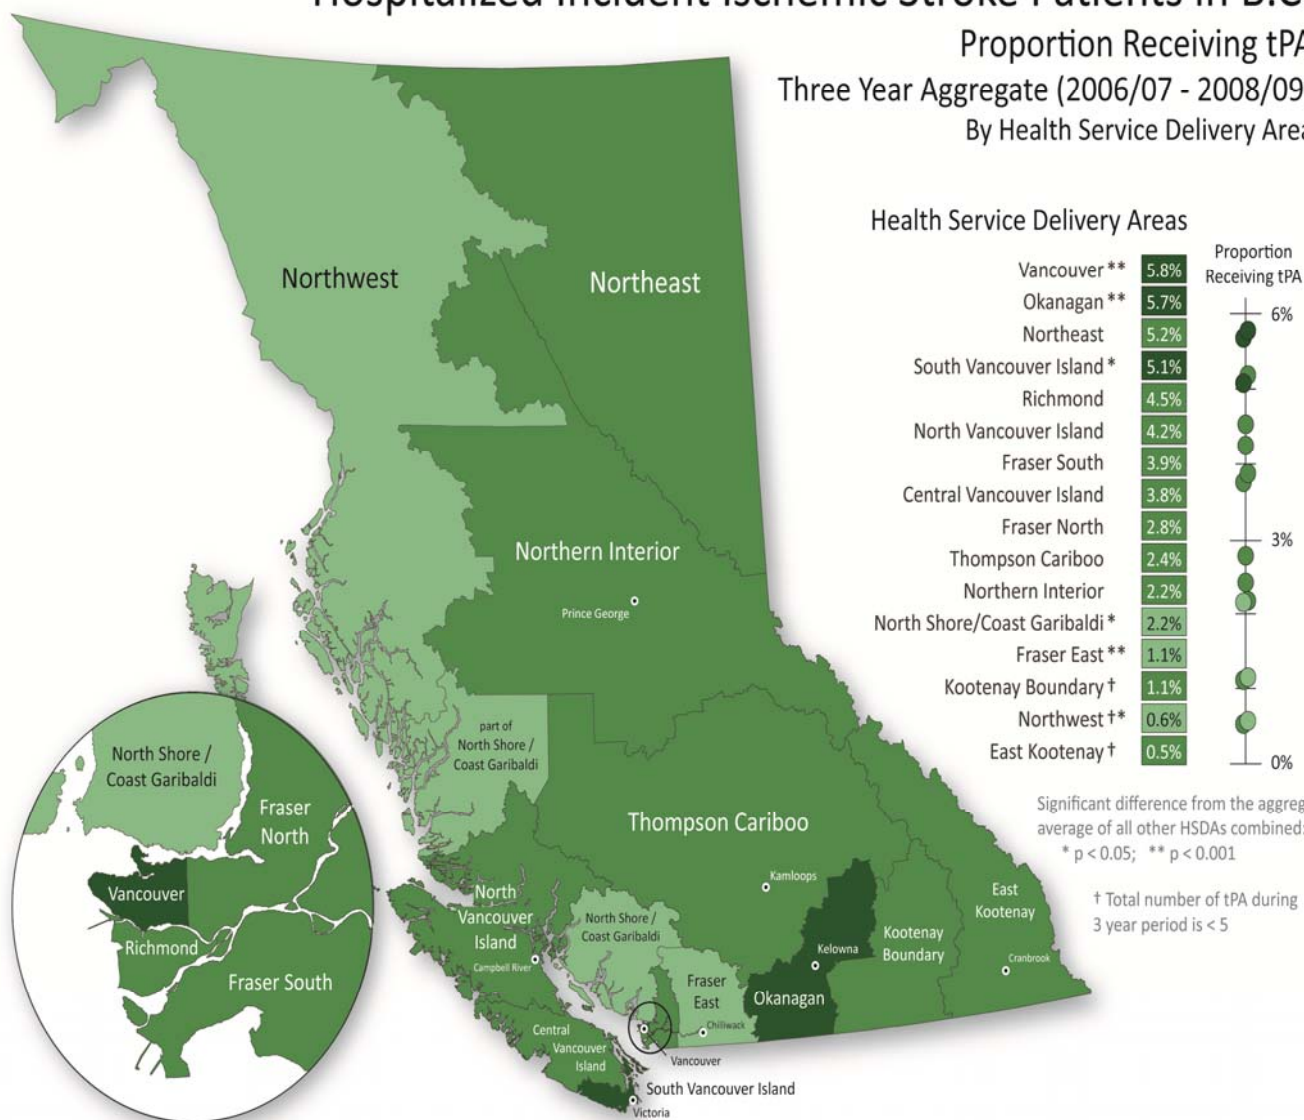 Hospitalized Incident Ischemic Stroke Patients in B.C.
Proportion Receiving tPA
Three Year Aggregate (2006/07 - 2008/09
By Health Service Delivery Area
Health Service Delivery Areas
Proportion
Receiving tPA
Vancouver ** 5.8%
Okanagan ** 5.7%
Northeast 5.2%
South Vancouver Island * 5.1%
Richmond 4.5%
North Vancouver Island 4.2%
Fraser South 3.9%
Central Vancouver Island 3.8%
Fraser North 2.8%
Thompson Cariboo 2.4%
Northern Interior 2.2%
North Shore/Coast Garibaldi * 2.2%
Fraser East ** 1.1%
Kootenay Boundary † 1.1%
Northwest †* 0.6%
East Kootenay † 0.5%
6%
3%
0%
Significant difference from the aggreg
average of all other HSDAs combined:
* p < 0.05; ** p < 0.001
† Total number of tPA during
3 year period is < 5
Northwest
Northeast
Northern Interior
Prince George
part of
North Shore /
Coast Garibaldi
Thompson Cariboo
Kamloops
North
Vancouver
Island
Campbell River
North Shore /
Coast Garibaldi
Fraser
East
Chilliwack
Okanagan
Kelowna
Kootenay
Boundary
East
Kootenay
Cranbrook
Central
Vancouver
Island
Vancouver
South Vancouver Island
Victoria
North Shore /
Coast Garibaldi
Fraser
North
Vancouver
Richmond
Fraser South